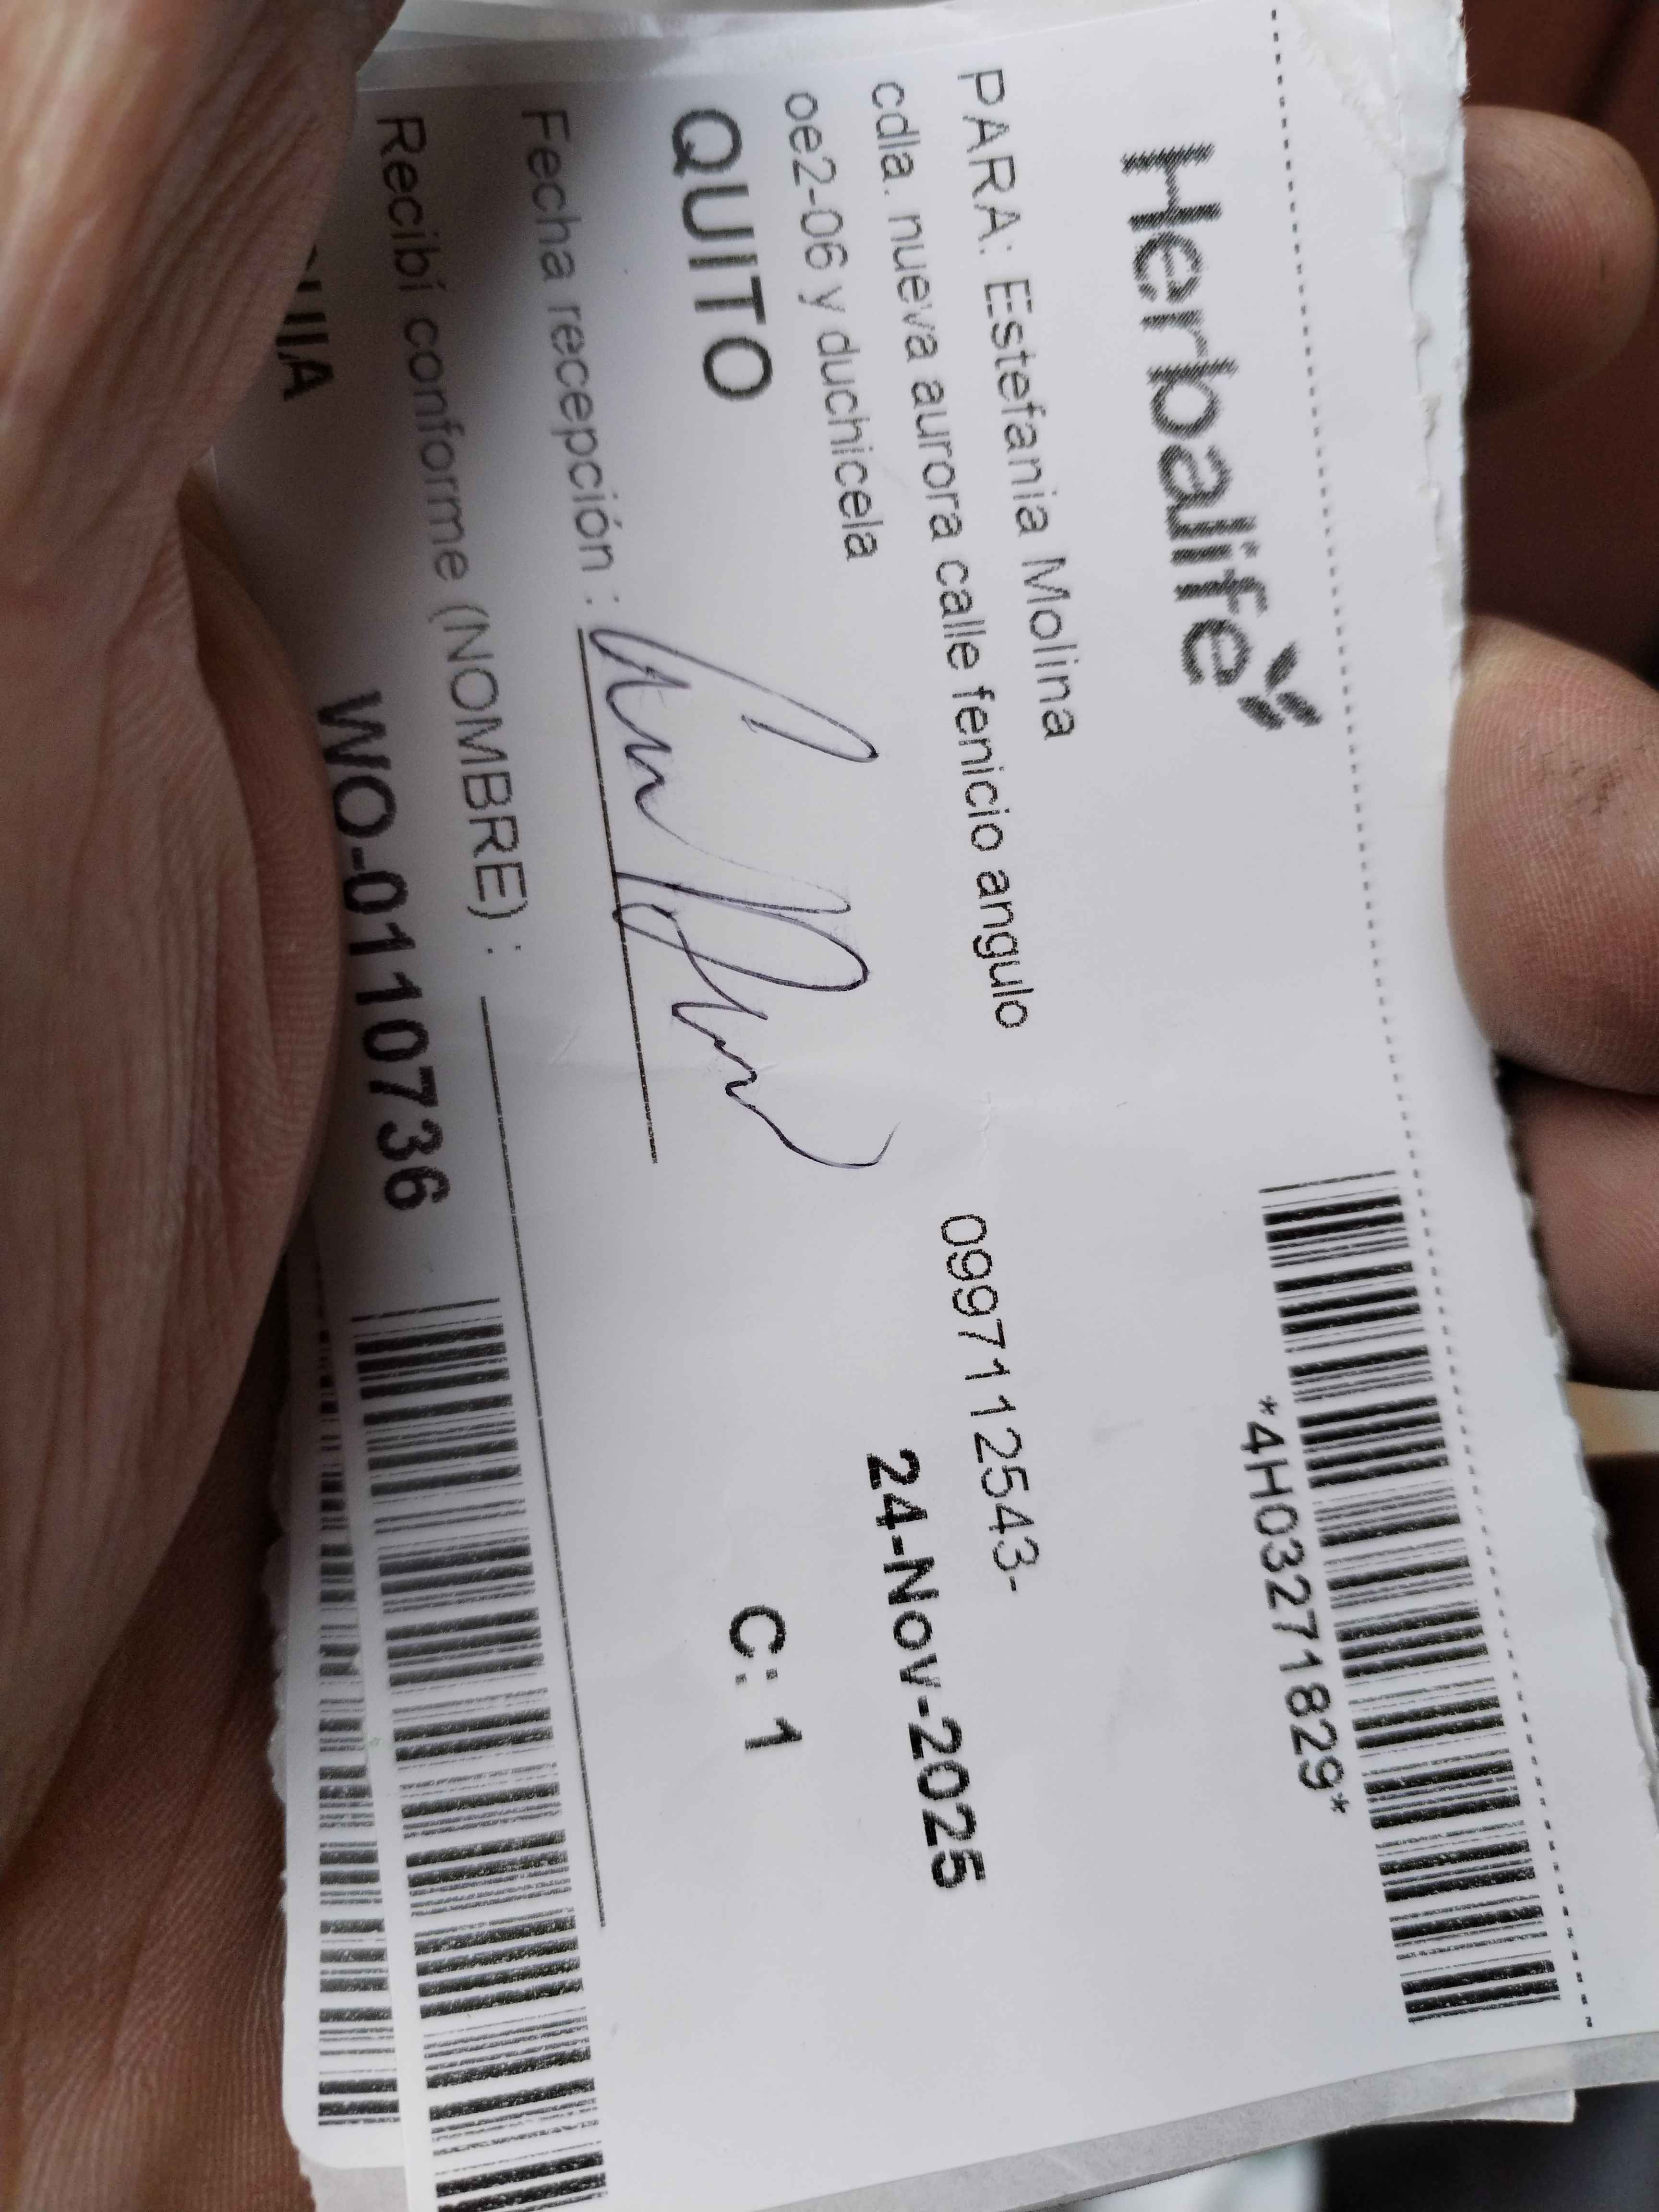 Herbalife
*4H03271829*
PARA: Estefania Molina
cdla. nueva aurora calle fenicio angulo
0997112543-
oe2-06 y duchicela
24-Nov-2025
QUITO
C: 1
Fecha recepción :
Recibí conforme (NOMBRE) :
WO-0110736